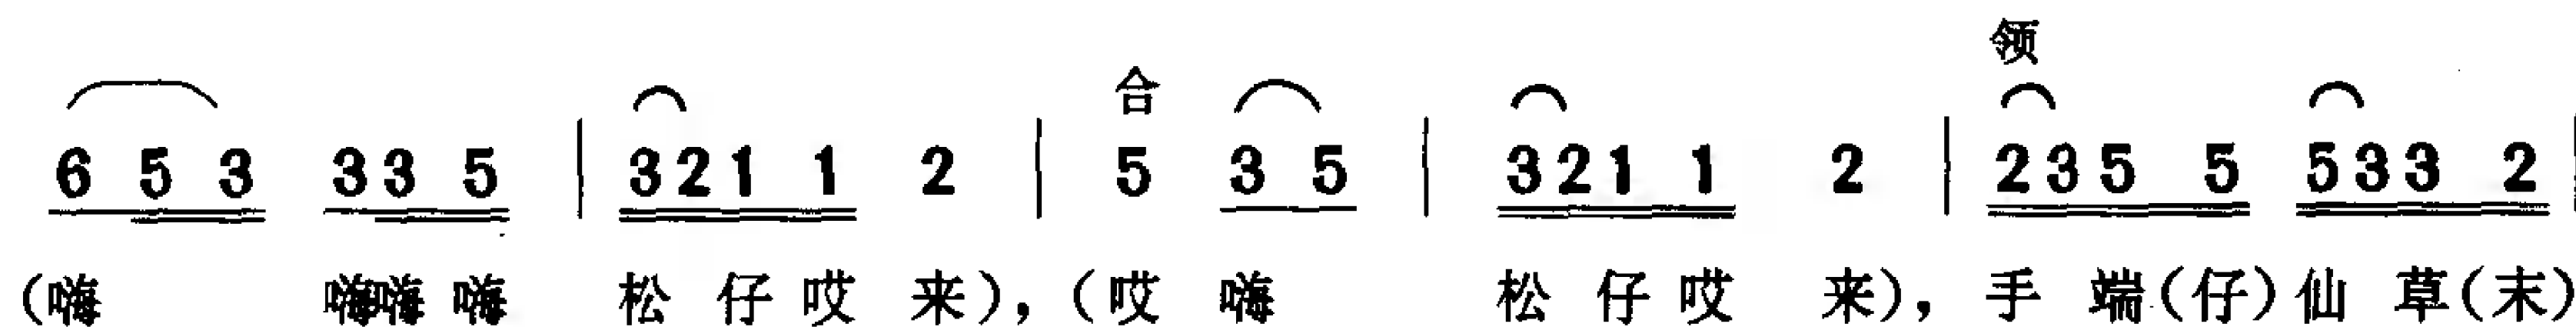 领
合
6 5 3 3 3 5 | 3 2 1 1 2 | 5 3 5 | 3 2 1 1 2 | 2 3 5 5 5 3 3 2 |
(嗨 嗨嗨 嗨 松 仔 哎 来), (哎 嗨 松 仔 哎 来), 手 端(仔)仙 草(末)